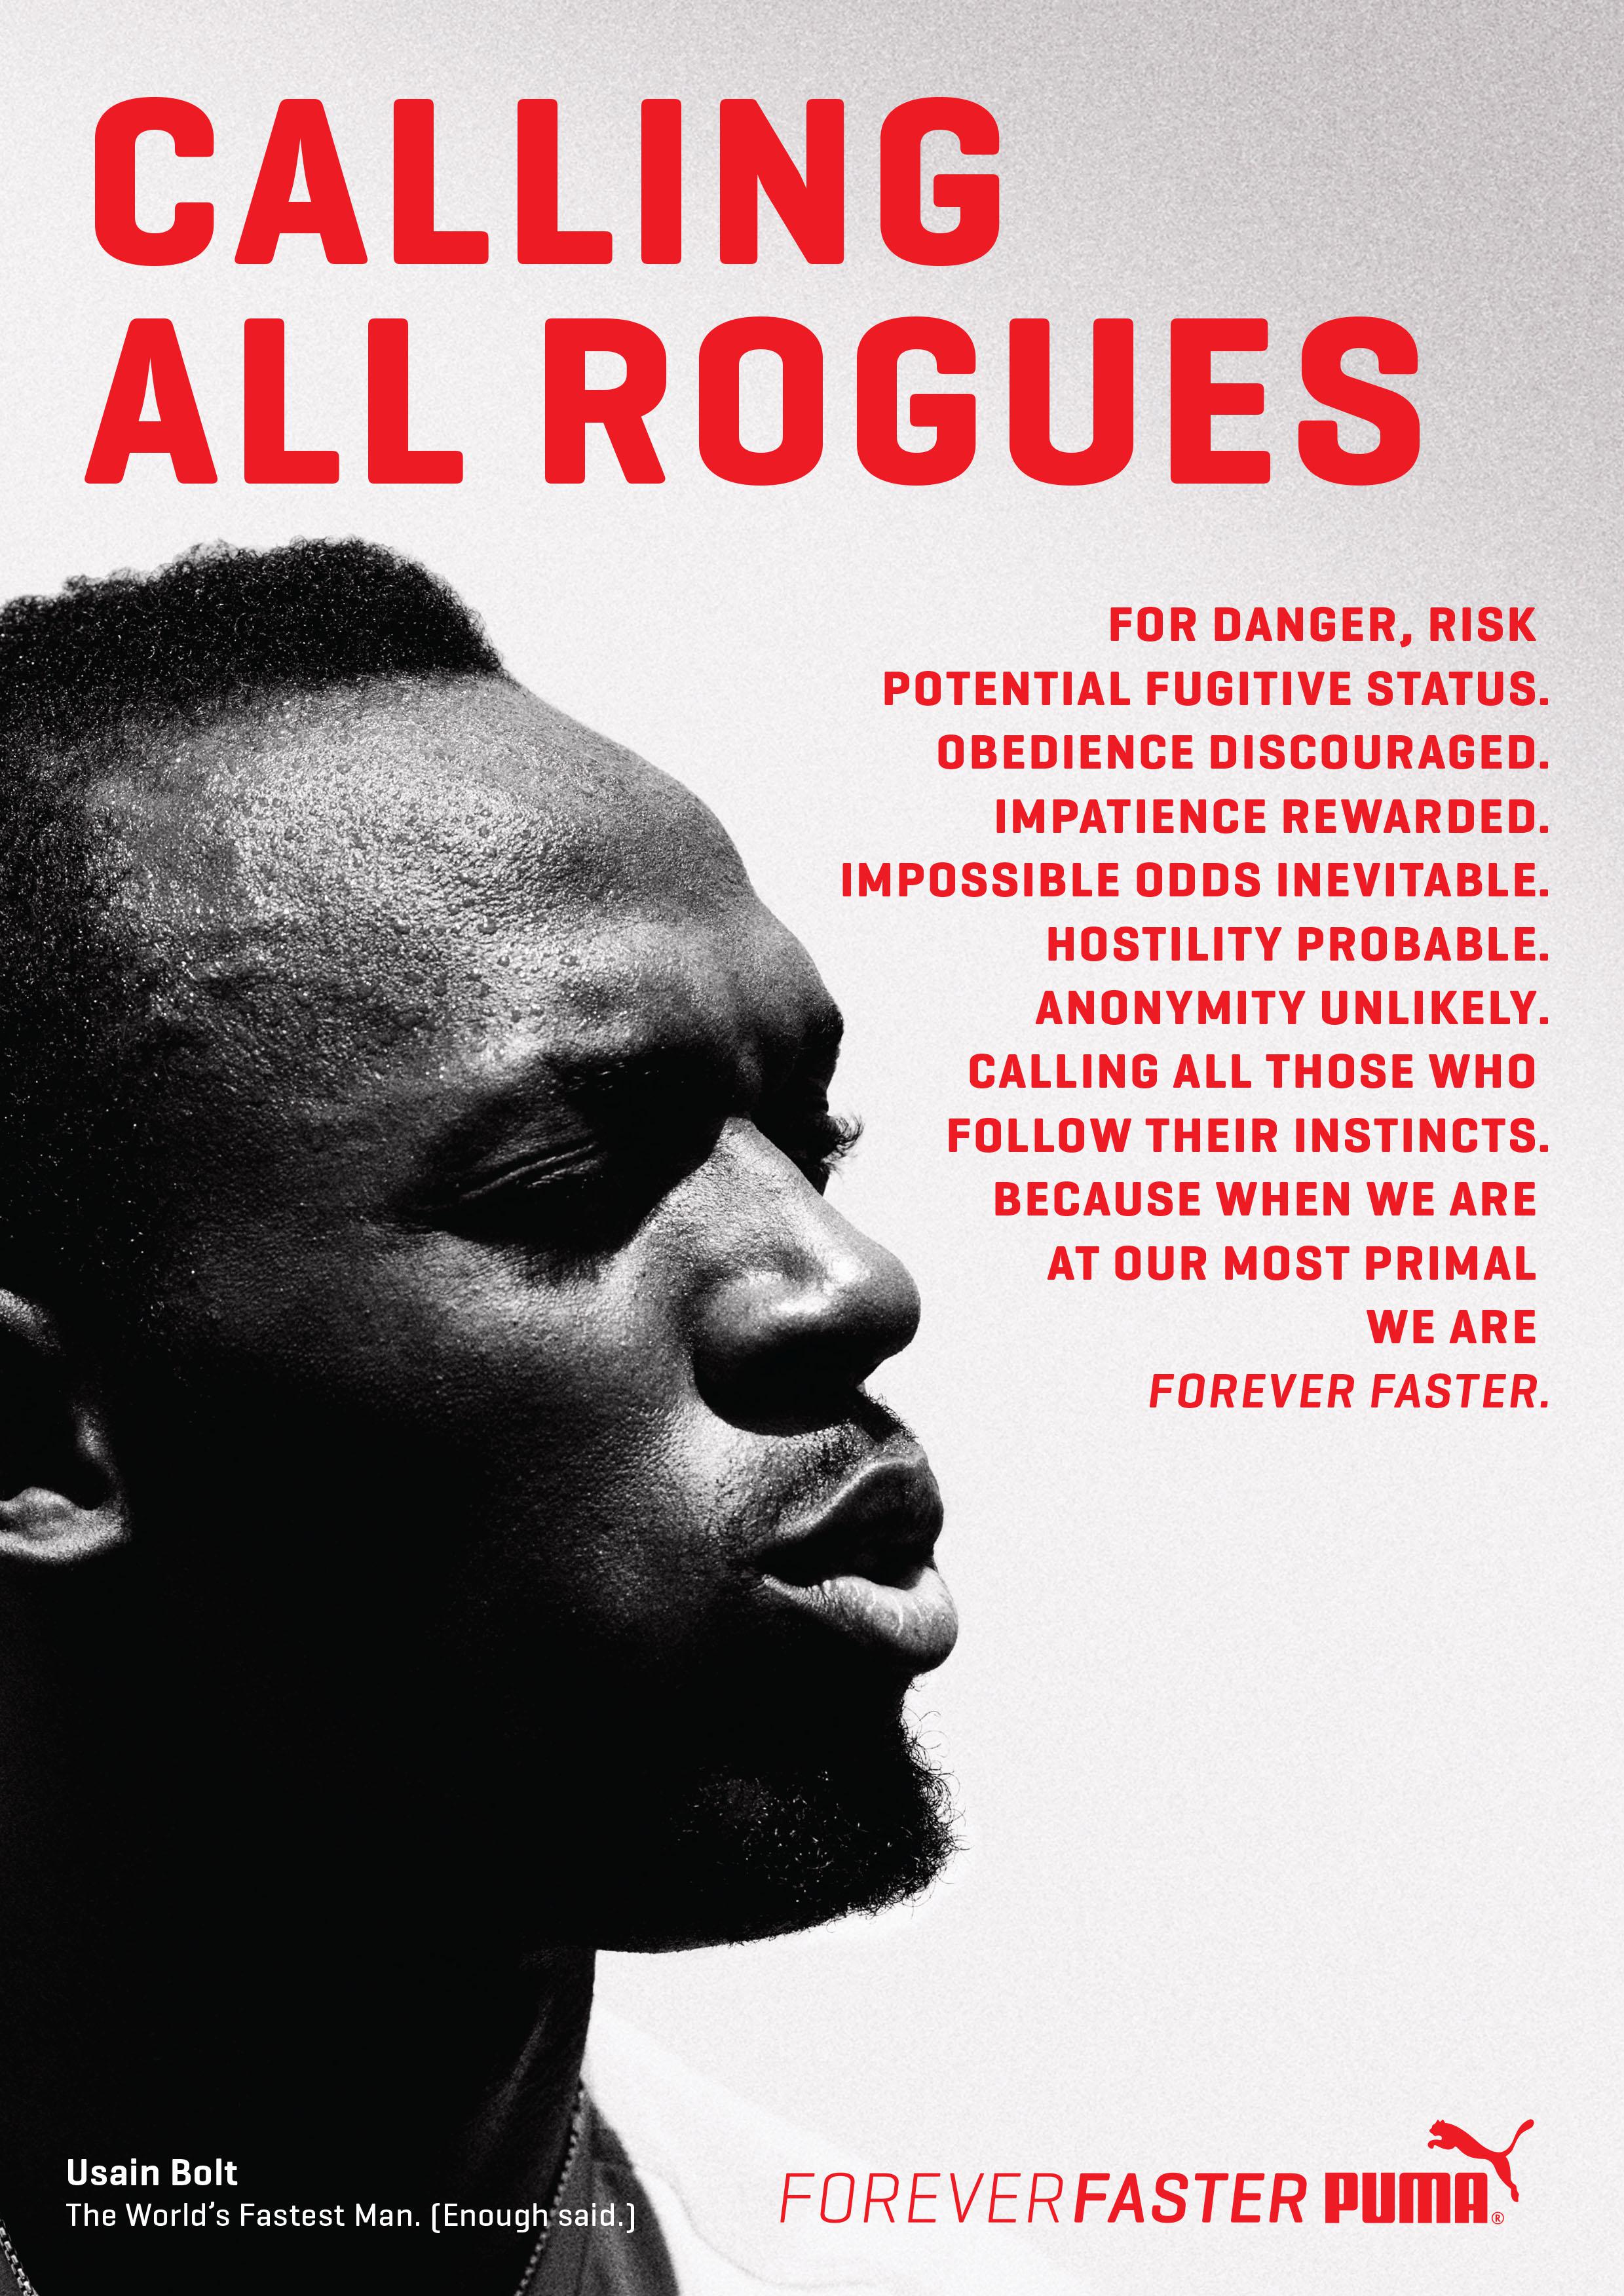 CALLING
ALL ROGUES
FOR DANGER, RISK
POTENTIAL FUGITIVE STATUS.
OBEDIENCE DISCOURAGED.
IMPATIENCE REWARDED.
IMPOSSIBLE ODDS INEVITABLE.
HOSTILITY PROBABLE.
ANONYMITY UNLIKELY.
CALLING ALL THOSE WHO
FOLLOW THEIR INSTINCTS.
BECAUSE WHEN WE ARE
AT OUR MOST PRIMAL
WE ARE
FOREVER FASTER.
Usain Bolt
The World’s Fastest Man. (Enough said.)
FOREVERFASTER PUMA®